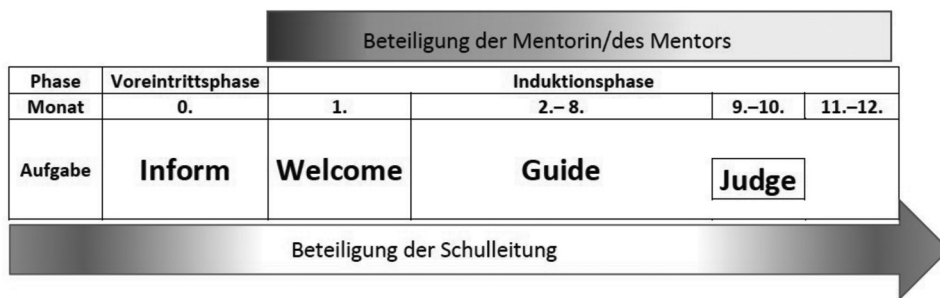 Beteiligung der Mentorin/des Mentors
Phase Voreintrittsphase Induktionsphase
Monat 0. 1. 2.– 8. 9.–10. 11.–12.
Aufgabe Inform Welcome Guide Judge
Beteiligung der Schulleitung